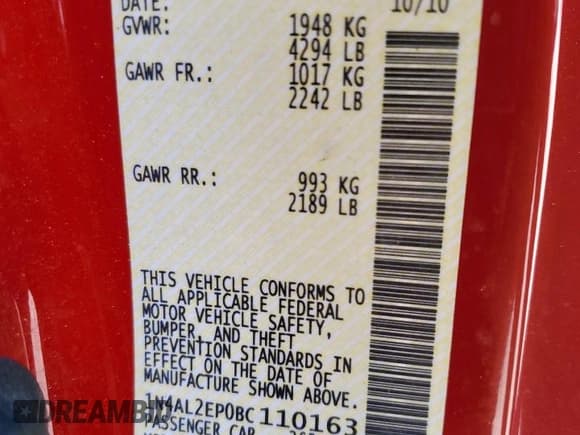 DATE: 10/10
GVWR: 1948 KG
4294 LB
GAWR FR.: 1017 KG
2242 LB
GAWR RR.: 993 KG
2189 LB
THIS VEHICLE CONFORMS TO
ALL APPLICABLE FEDERAL
MOTOR VEHICLE SAFETY,
BUMPER, AND THEFT
PREVENTION STANDARDS IN
EFFECT ON THE DATE OF
MANUFACTURE SHOWN ABOVE.
1N4AL2EP0BC110163
PASSENGER CAR
DREAMBID